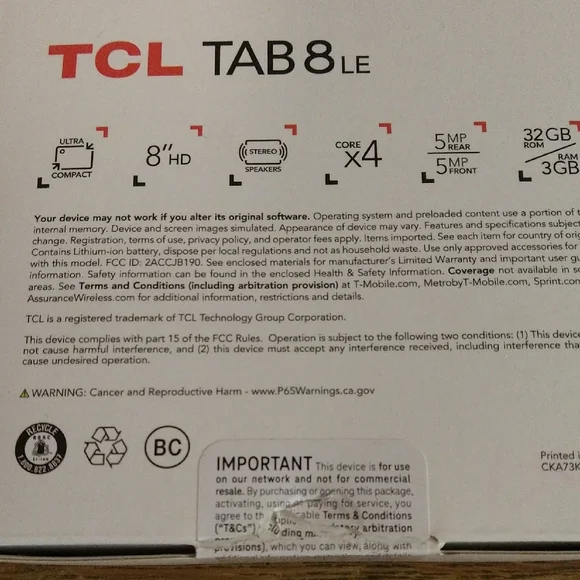 TCL TAB 8 LE
ULTRA
COMPACT
8" HD
STEREO
SPEAKERS
CORE
x4
5 MP
REAR
5 MP
FRONT
32GB
ROM
RAM
3GB
Your device may not work if you alter its original software. Operating system and preloaded content use a portion of
internal memory. Device and screen images simulated. Appearance of device may vary. Features and specifications subject
change. Registration, terms of use, privacy policy, and operator fees apply. Items imported. See each item for country of
Contains Lithium-ion battery, dispose per local regulations and not as household waste. Use only approved accessories for
with this model. FCC ID: 2ACCJB190. See enclosed materials for manufacturer's Limited Warranty and important user
information. Safety information can be found in the enclosed Health & Safety Information. Coverage not available in
areas. See Terms and Conditions (including arbitration provision) at T-Mobile.com, MetrobyT-Mobile.com, Sprint.com
AssuranceWireless.com for additional information, restrictions and details.
TCL is a registered trademark of TCL Technology Group Corporation.
This device complies with part 15 of the FCC Rules. Operation is subject to the following two conditions: (1) This device
not cause harmful interference, and (2) this device must accept any interference received, including interference
cause undesired operation.
WARNING: Cancer and Reproductive Harm - www.P65Warnings.ca.gov
RECYCLE
RBRC
Li-ion
1.800.822.8837
BC
Printed
CKA73K
IMPORTANT This device is for use
on our network and not for commercial
resale. By purchasing or opening this package,
activating, using or paying for service, you
agree to Terms & Conditions
("T&Cs") arbitration
provisions), which you can view, along with